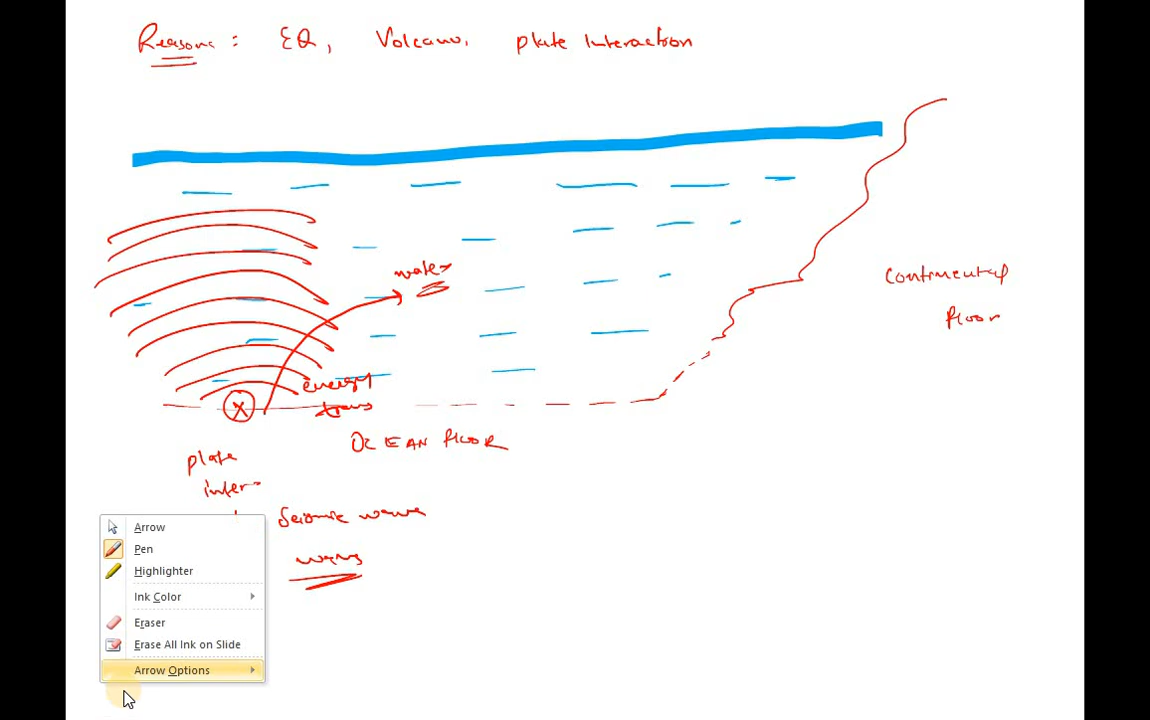 Reasons: EQ, Volcano, plate Interaction
water
continental
floor
energy
trans
OCEAN floor
plate
inter
Seismic wave
waves
Arrow
Pen
Highlighter
Ink Color
Eraser
Erase All Ink on Slide
Arrow Options